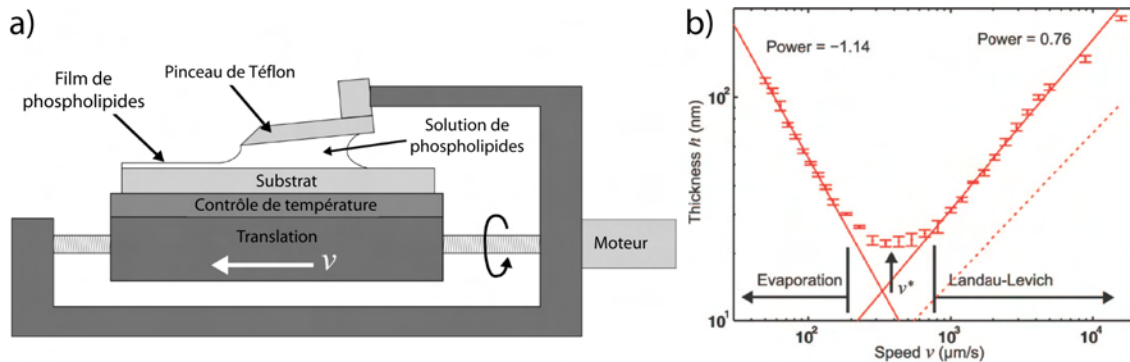 a)
Film de
phospholipides
Pinceau de Téflon
Solution de
phospholipides
Substrat
Contrôle de température
Translation
v
Moteur
b)
Power = −1.14
Power = 0.76
Thickness h (nm)
10²
10¹
Evaporation
v*
Landau-Levich
10²
10³
10⁴
Speed v (µm/s)